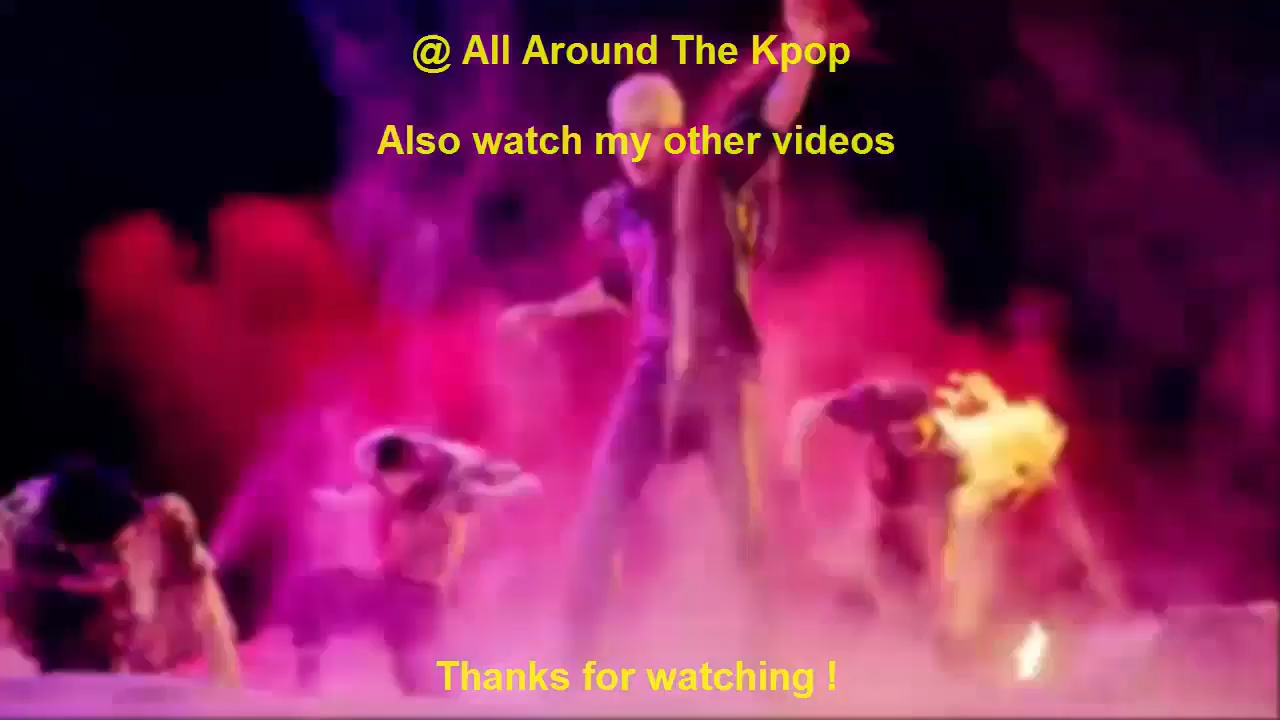 @ All Around The Kpop
Also watch my other videos
Thanks for watching !